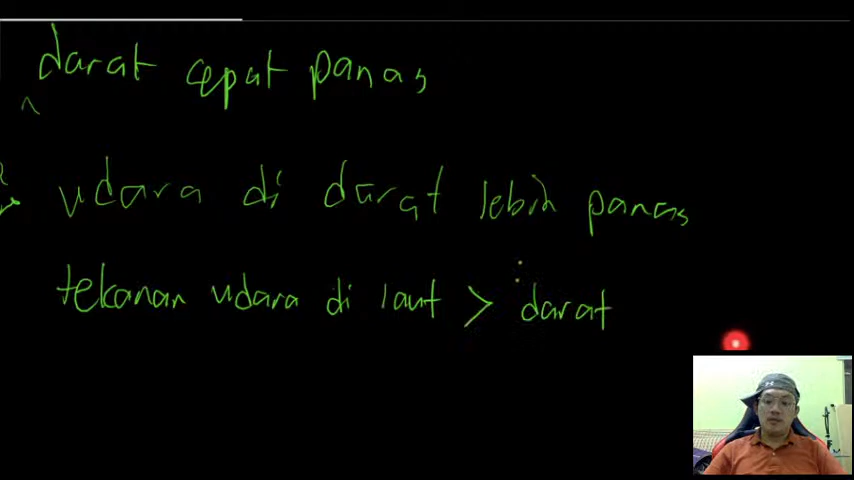 darat cepat panas
udara di darat lebih panas
tekanan udara di laut > darat